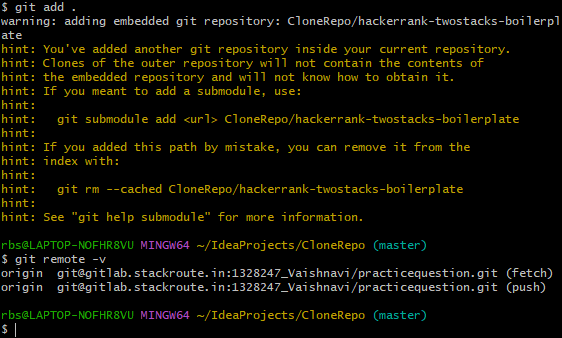 $ git add .
warning: adding embedded git repository: CloneRepo/hackerrank-twostacks-boilerpl
ate
hint: You've added another git repository inside your current repository.
hint: Clones of the outer repository will not contain the contents of
hint: the embedded repository and will not know how to obtain it.
hint: If you meant to add a submodule, use:
hint:
hint:   git submodule add <url> CloneRepo/hackerrank-twostacks-boilerplate
hint:
hint: If you added this path by mistake, you can remove it from the
hint: index with:
hint:
hint:   git rm --cached CloneRepo/hackerrank-twostacks-boilerplate
hint:
hint: See "git help submodule" for more information.
rbs@LAPTOP-NOFHR8VU MINGW64 ~/IdeaProjects/CloneRepo (master)
$ git remote -v
origin  git@gitlab.stackroute.in:1328247_Vaishnavi/practicequestion.git (fetch)
origin  git@gitlab.stackroute.in:1328247_Vaishnavi/practicequestion.git (push)
rbs@LAPTOP-NOFHR8VU MINGW64 ~/IdeaProjects/CloneRepo (master)
$